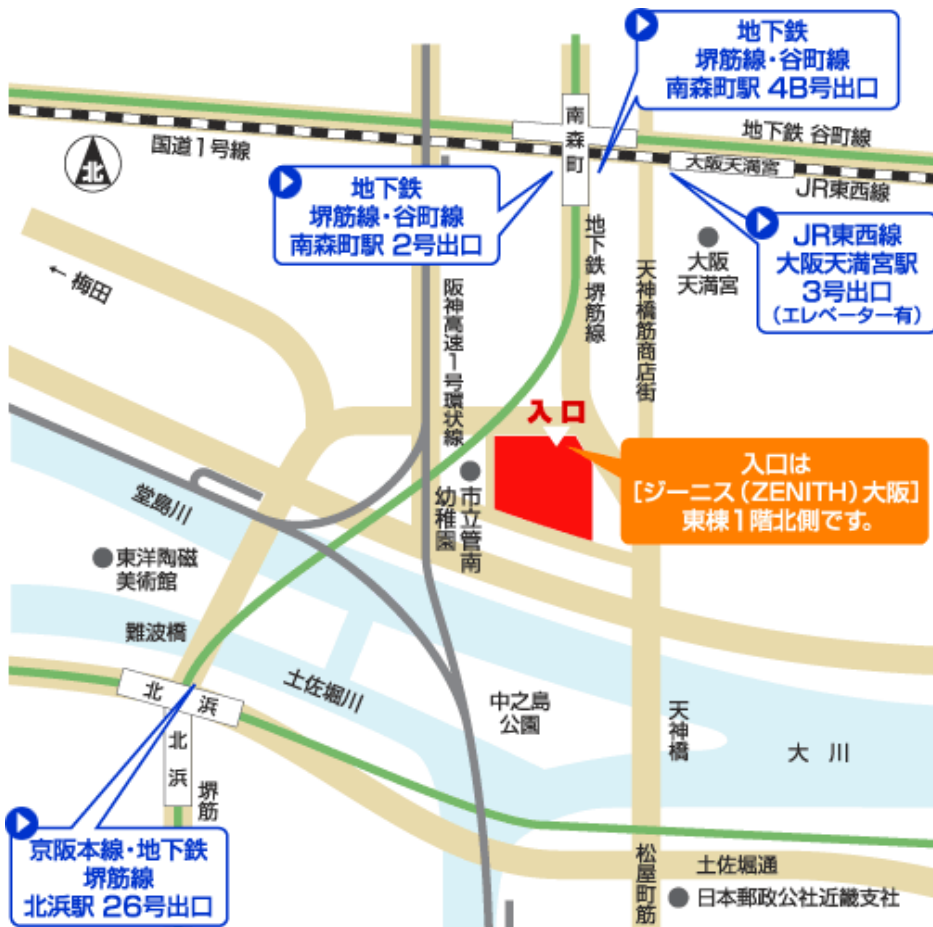 地下鉄
堺筋線・谷町線
南森町駅 4B号出口
地下鉄 谷町線
南森町
国道1号線
大阪天満宮
JR東西線
北
地下鉄
堺筋線・谷町線
南森町駅 2号出口
JR東西線
大阪天満宮駅
3号出口
(エレベーター有)
大阪
天満宮
地下鉄 堺筋線
天神橋筋商店街
← 梅田
阪神高速1号環状線
入口
入口は
[ジーニス(ZENITH)大阪]
東棟1階北側です。
市立菅南
幼稚園
堂島川
東洋陶磁
美術館
難波橋
土佐堀川
中之島
公園
天神橋
大川
北浜
北浜
堺筋
京阪本線・地下鉄
堺筋線
北浜駅 26号出口
松屋町筋
土佐堀通
日本郵政公社近畿支社